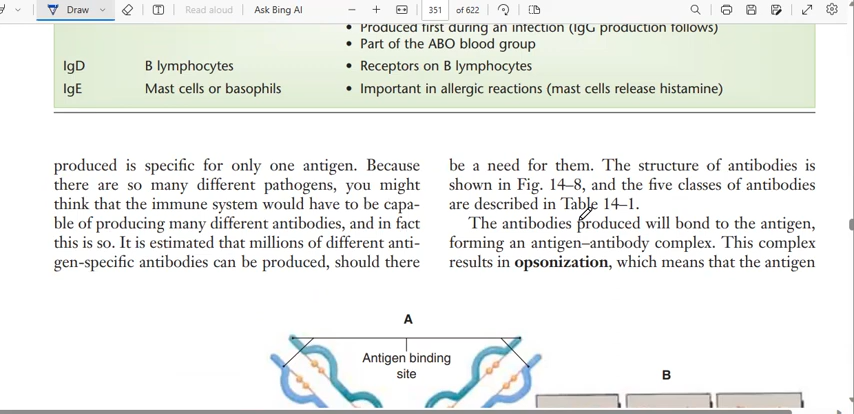 Draw
Read aloud
Ask Bing AI
351
of 622
• Produced first during an infection (IgG production follows)
• Part of the ABO blood group
IgD B lymphocytes • Receptors on B lymphocytes
IgE Mast cells or basophils • Important in allergic reactions (mast cells release histamine)
produced is specific for only one antigen. Because
there are so many different pathogens, you might
think that the immune system would have to be capa-
ble of producing many different antibodies, and in fact
this is so. It is estimated that millions of different anti-
gen-specific antibodies can be produced, should there
be a need for them. The structure of antibodies is
shown in Fig. 14–8, and the five classes of antibodies
are described in Table 14–1.
The antibodies produced will bond to the antigen,
forming an antigen–antibody complex. This complex
results in opsonization, which means that the antigen
A
Antigen binding
site
B